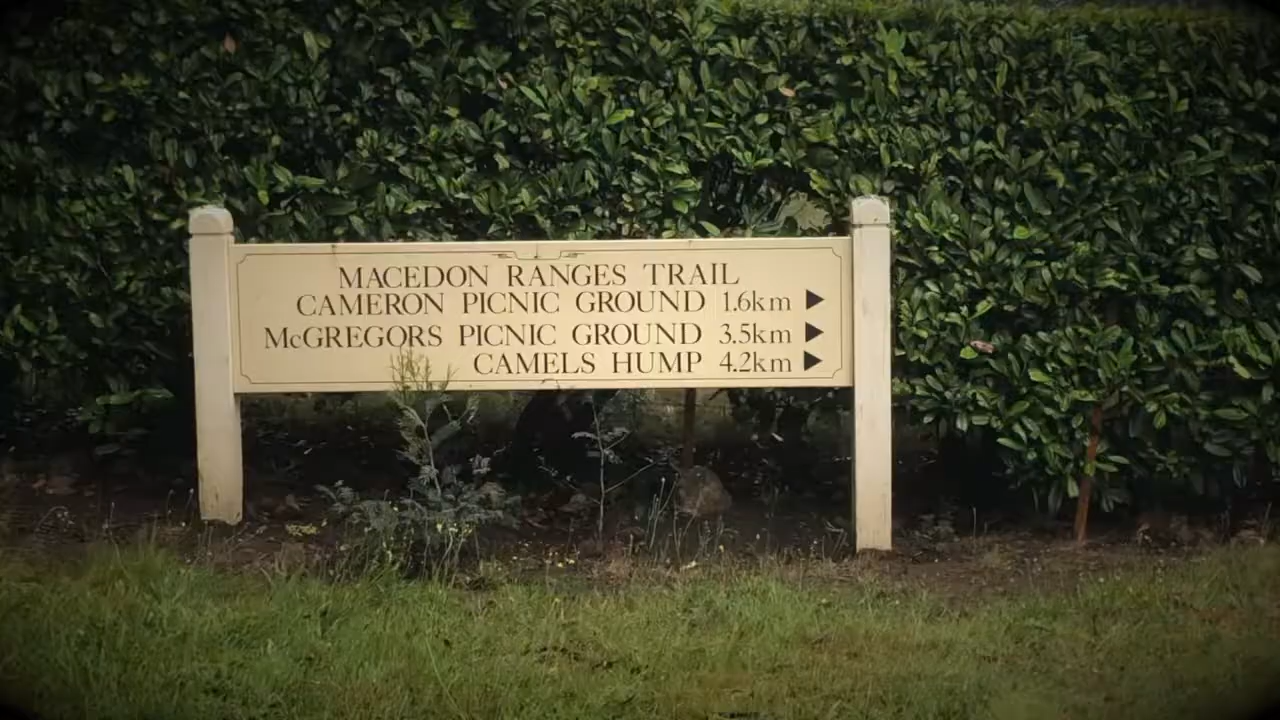 MACEDON RANGES TRAIL
CAMERON PICNIC GROUND 1.6km ▶
McGREGORS PICNIC GROUND 3.5km ▶
CAMELS HUMP 4.2km ▶